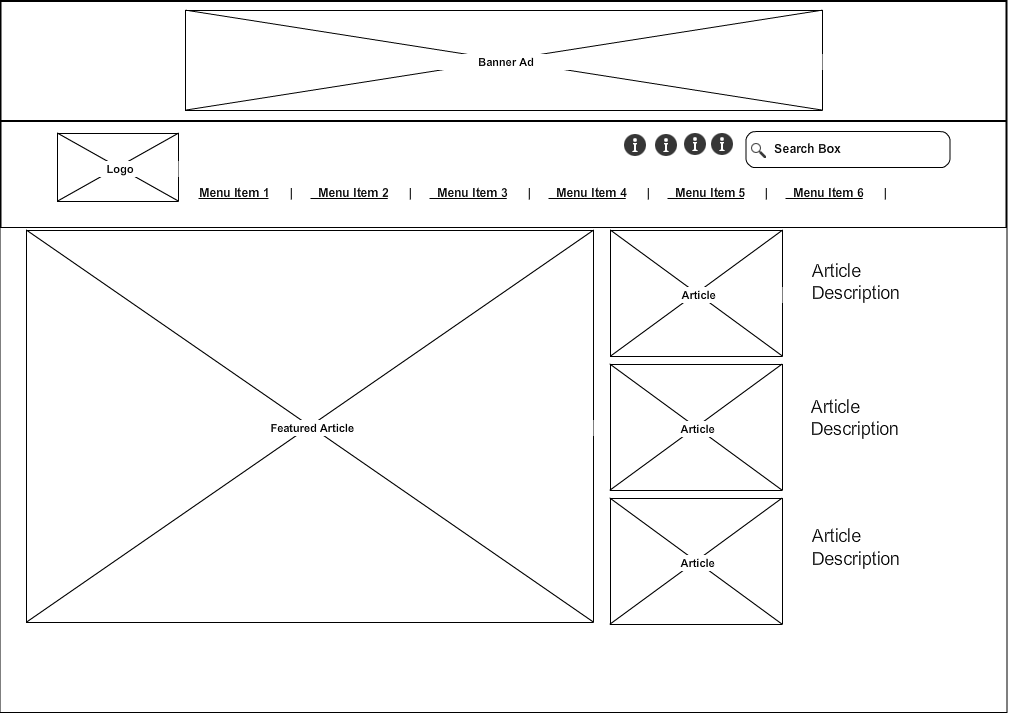 Banner Ad
Logo
Search Box
Menu Item 1 | Menu Item 2 | Menu Item 3 | Menu Item 4 | Menu Item 5 | Menu Item 6 |
Featured Article
Article
Article
Description
Article
Article
Description
Article
Article
Description